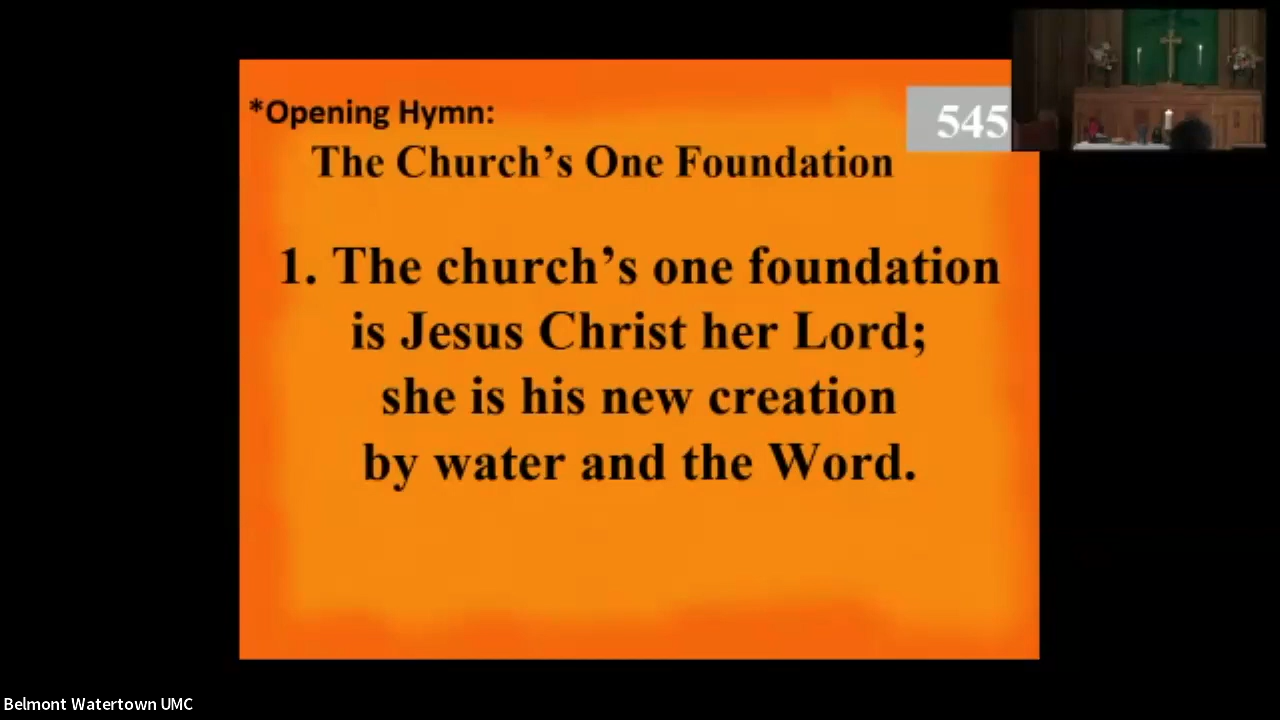 *Opening Hymn:
545
The Church’s One Foundation
1. The church’s one foundation
is Jesus Christ her Lord;
she is his new creation
by water and the Word.
Belmont Watertown UMC